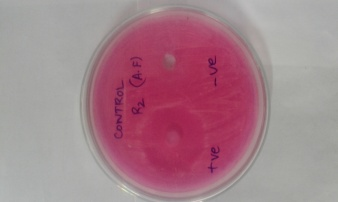 CONTROL
R2 (A.F)
-ve
+ve